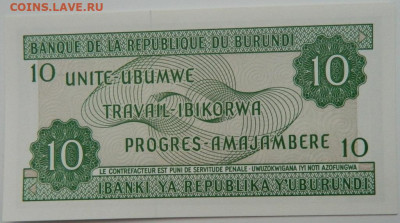 COINS.LAVE.RU
BANQUE DE LA REPUBLIQUE DU BURUNDI
10 UNITE-UBUMWE 10
TRAVAIL-IBIKORWA
PROGRES-AMAJAMBERE
10 10
LE CONTREFACTEUR EST PUNI DE SERVITUDE PENALE - UWUZOKWIGANA IYI NOTI AZOFUNGWA
IBANKI YA REPUBLIKA Y'UBURUNDI